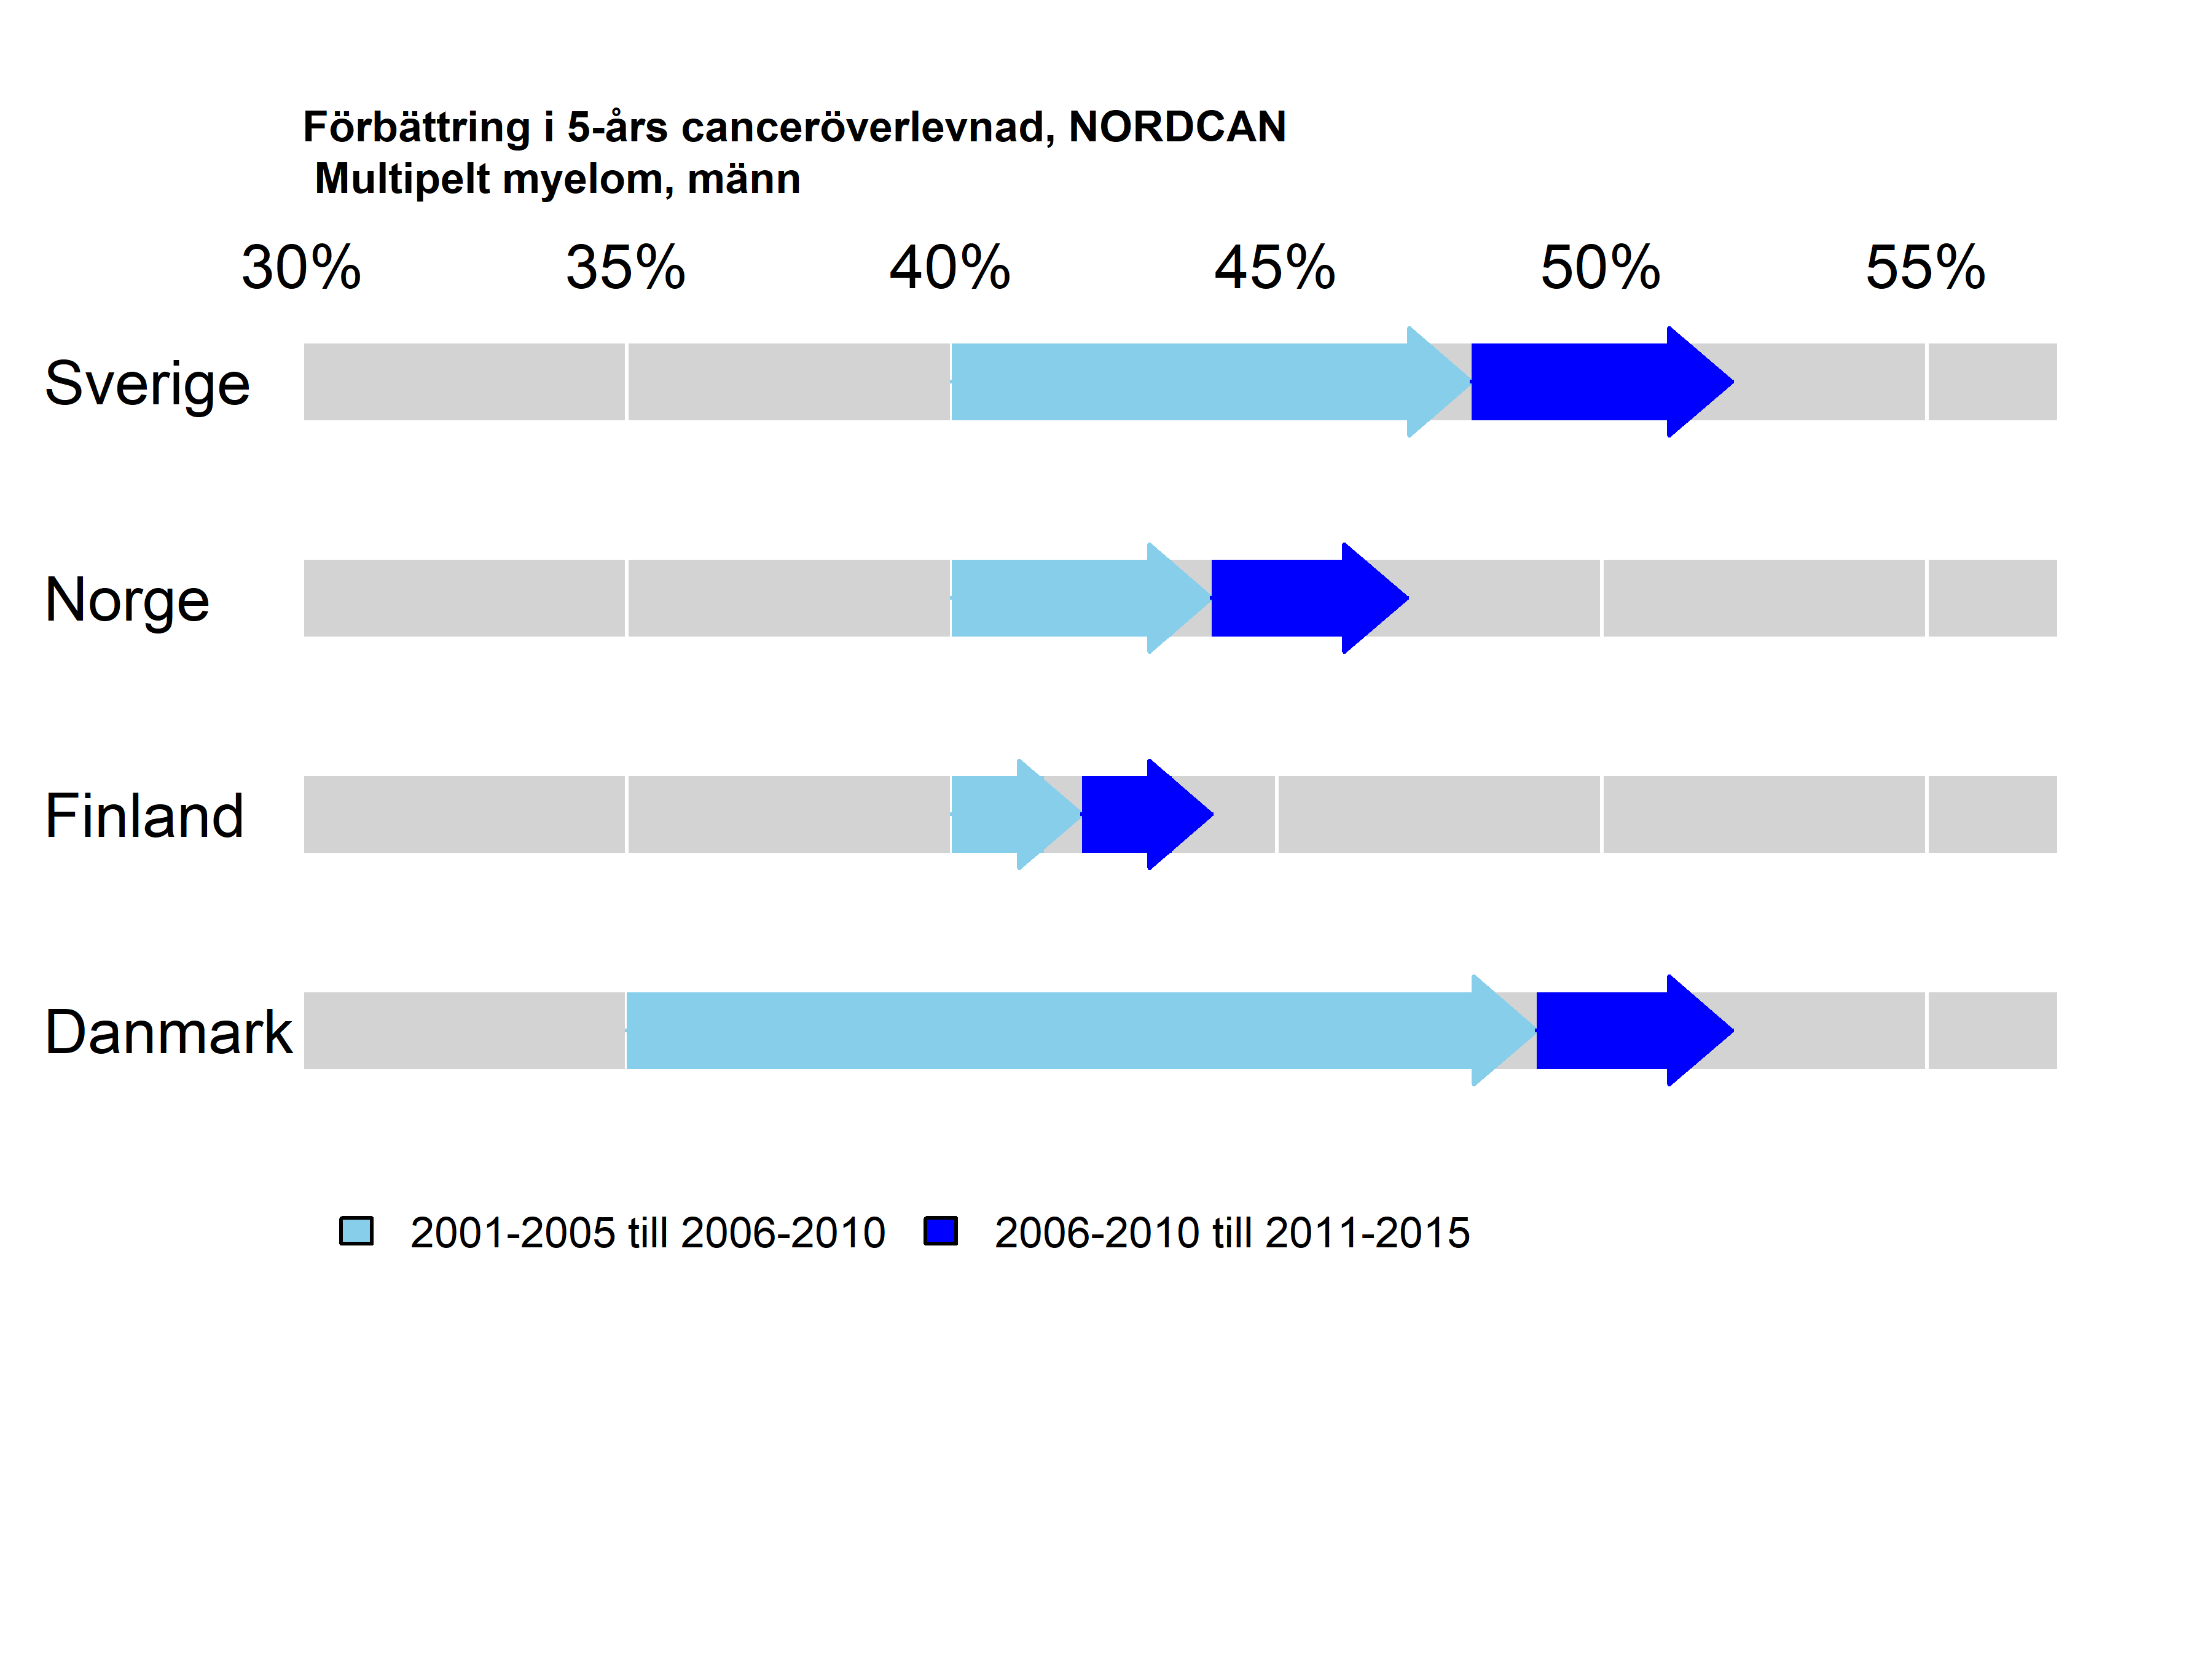 Förbättring i 5-års canceröverlevnad, NORDCAN
Multipelt myelom, männ
30% 35% 40% 45% 50% 55%
Sverige
Norge
Finland
Danmark
2001-2005 till 2006-2010 2006-2010 till 2011-2015